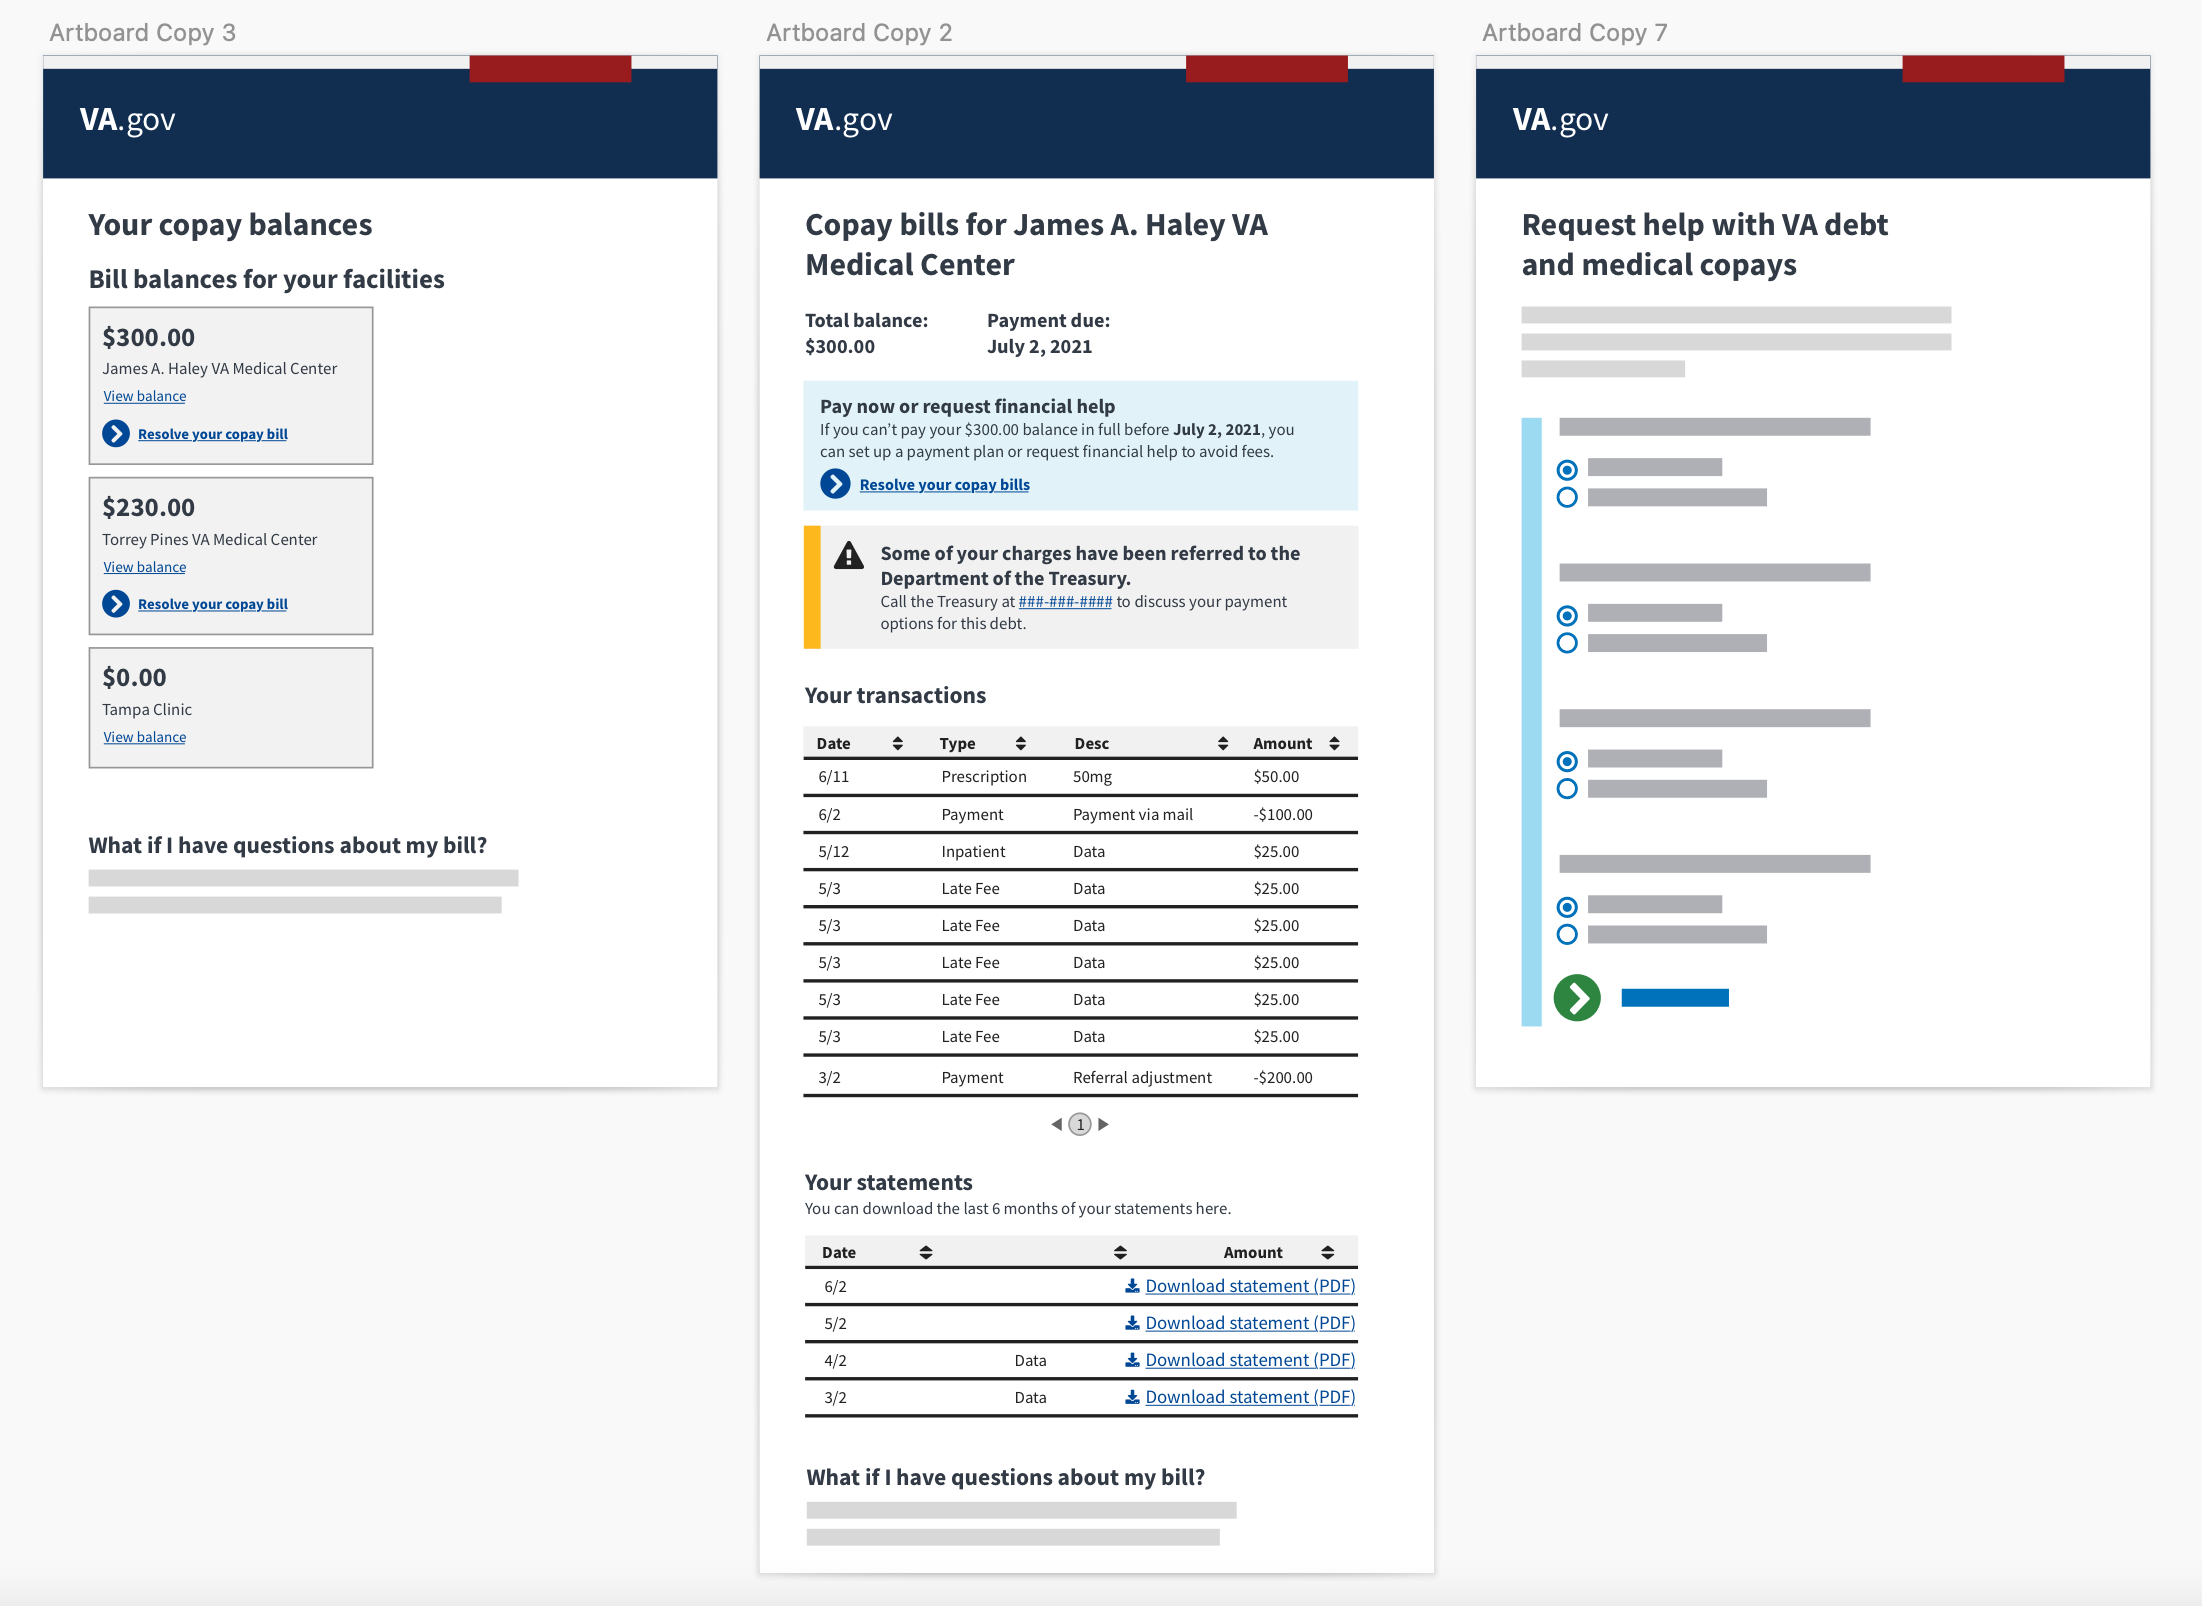 Artboard Copy 3
VA.gov
Your copay balances
Bill balances for your facilities
$300.00
James A. Haley VA Medical Center
View balance
Resolve your copay bill
$230.00
Torrey Pines VA Medical Center
View balance
Resolve your copay bill
$0.00
Tampa Clinic
View balance
What if I have questions about my bill?
Artboard Copy 2
VA.gov
Copay bills for James A. Haley VA
Medical Center
Total balance: Payment due:
$300.00 July 2, 2021
Pay now or request financial help
If you can't pay your $300.00 balance in full before July 2, 2021, you
can set up a payment plan or request financial help to avoid fees.
Resolve your copay bills
Some of your charges have been referred to the
Department of the Treasury.
Call the Treasury at ###-###-#### to discuss your payment
options for this debt.
Your transactions
Date Type Desc Amount
6/11 Prescription 50mg $50.00
6/2 Payment Payment via mail -$100.00
5/12 Inpatient Data $25.00
5/3 Late Fee Data $25.00
5/3 Late Fee Data $25.00
5/3 Late Fee Data $25.00
5/3 Late Fee Data $25.00
5/3 Late Fee Data $25.00
3/2 Payment Referral adjustment -$200.00
1
Your statements
You can download the last 6 months of your statements here.
Date Amount
6/2 Download statement (PDF)
5/2 Download statement (PDF)
4/2 Data Download statement (PDF)
3/2 Data Download statement (PDF)
What if I have questions about my bill?
Artboard Copy 7
VA.gov
Request help with VA debt
and medical copays